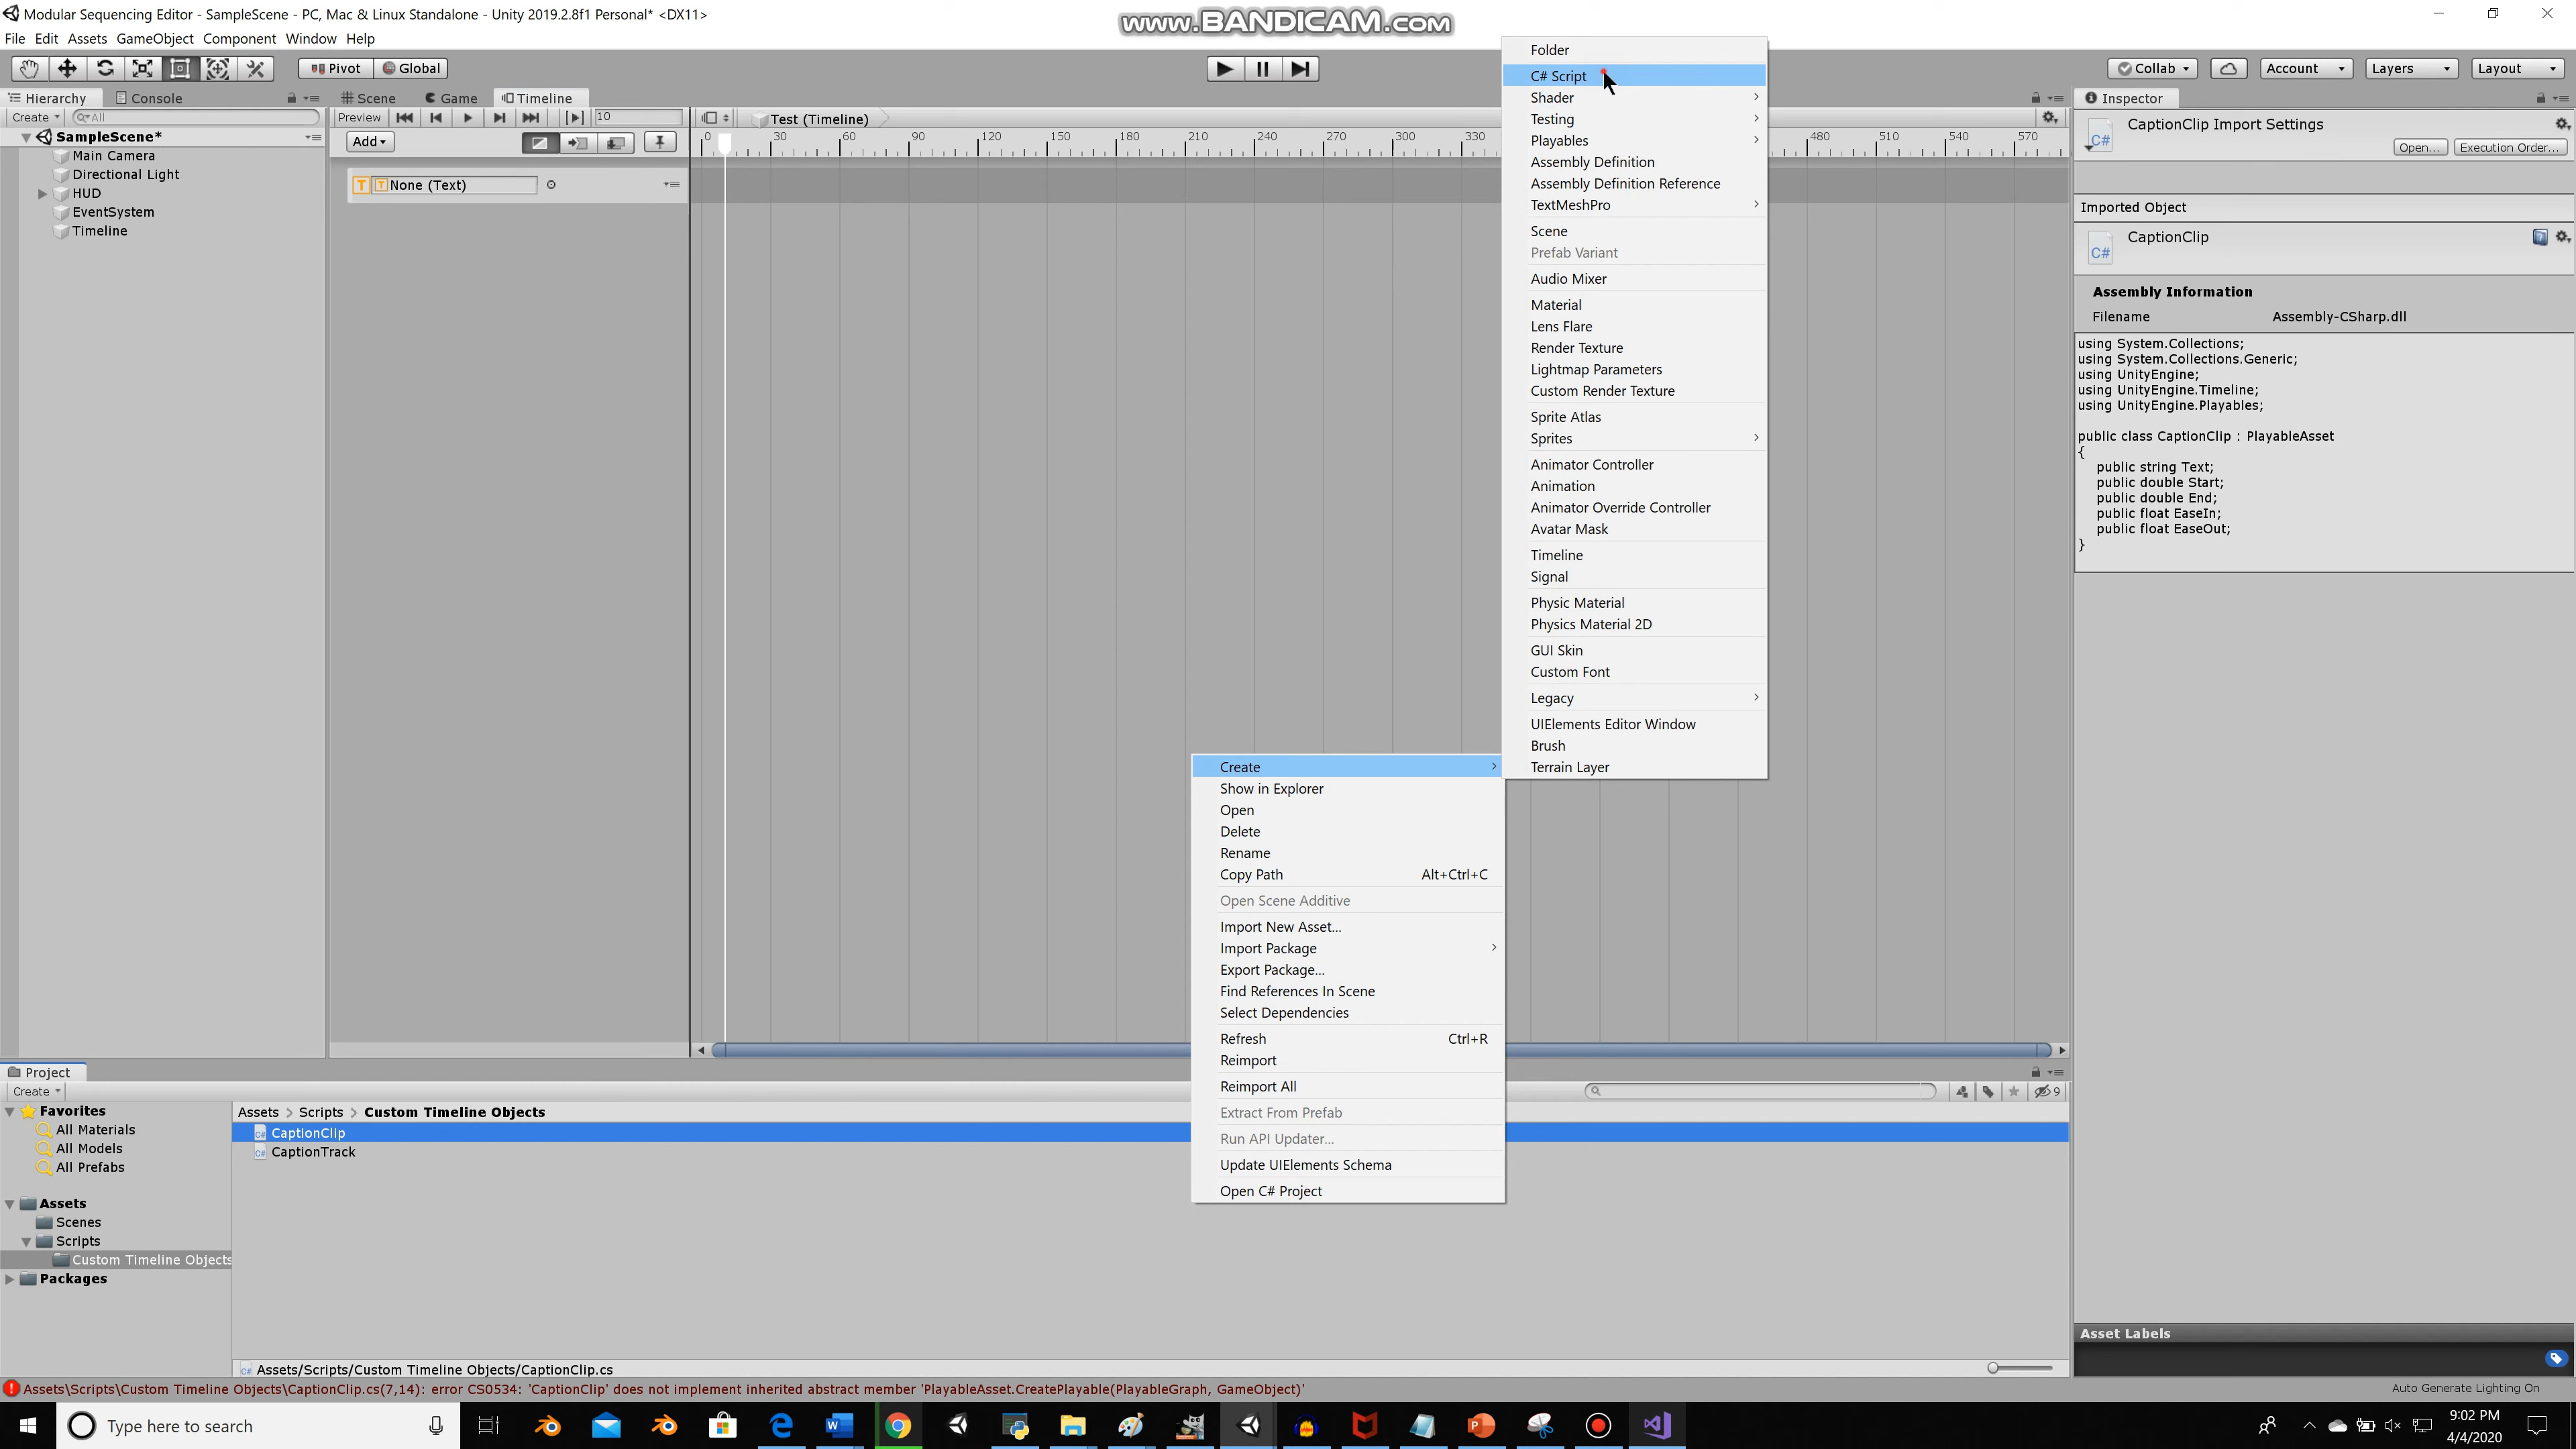 Modular Sequencing Editor - SampleScene - PC, Mac & Linux Standalone - Unity 2019.2.8f1 Personal* <DX11>
www.BANDICAM.com
File Edit Assets GameObject Component Window Help
Pivot Global
Collab Account Layers Layout
Hierarchy Console
Create All
SampleScene*
Main Camera
Directional Light
HUD
EventSystem
Timeline
Scene Game Timeline
Preview 10 Test (Timeline)
Add
0 30 60 90 120 150 180 210 240 270 300 330 480 510 540 570
None (Text)
Folder
C# Script
Shader
Testing
Playables
Assembly Definition
Assembly Definition Reference
TextMeshPro
Scene
Prefab Variant
Audio Mixer
Material
Lens Flare
Render Texture
Lightmap Parameters
Custom Render Texture
Sprite Atlas
Sprites
Animator Controller
Animation
Animator Override Controller
Avatar Mask
Timeline
Signal
Physic Material
Physics Material 2D
GUI Skin
Custom Font
Legacy
UIElements Editor Window
Brush
Terrain Layer
Create
Show in Explorer
Open
Delete
Rename
Copy Path Alt+Ctrl+C
Open Scene Additive
Import New Asset...
Import Package
Export Package...
Find References In Scene
Select Dependencies
Refresh Ctrl+R
Reimport
Reimport All
Extract From Prefab
Run API Updater...
Update UIElements Schema
Open C# Project
Inspector
CaptionClip Import Settings
C#
Open... Execution Order...
Imported Object
CaptionClip
C#
Assembly Information
Filename Assembly-CSharp.dll
using System.Collections;
using System.Collections.Generic;
using UnityEngine;
using UnityEngine.Timeline;
using UnityEngine.Playables;
public class CaptionClip : PlayableAsset
{
public string Text;
public double Start;
public double End;
public float EaseIn;
public float EaseOut;
}
Asset Labels
Project
Create
9
Favorites
All Materials
All Models
All Prefabs
Assets
Scenes
Scripts
Custom Timeline Objects
Packages
Assets > Scripts > Custom Timeline Objects
CaptionClip
CaptionTrack
Assets/Scripts/Custom Timeline Objects/CaptionClip.cs
Assets\Scripts\Custom Timeline Objects\CaptionClip.cs(7,14): error CS0534: 'CaptionClip' does not implement inherited abstract member 'PlayableAsset.CreatePlayable(PlayableGraph, GameObject)'
Auto Generate Lighting On
Type here to search
9:02 PM
4/4/2020